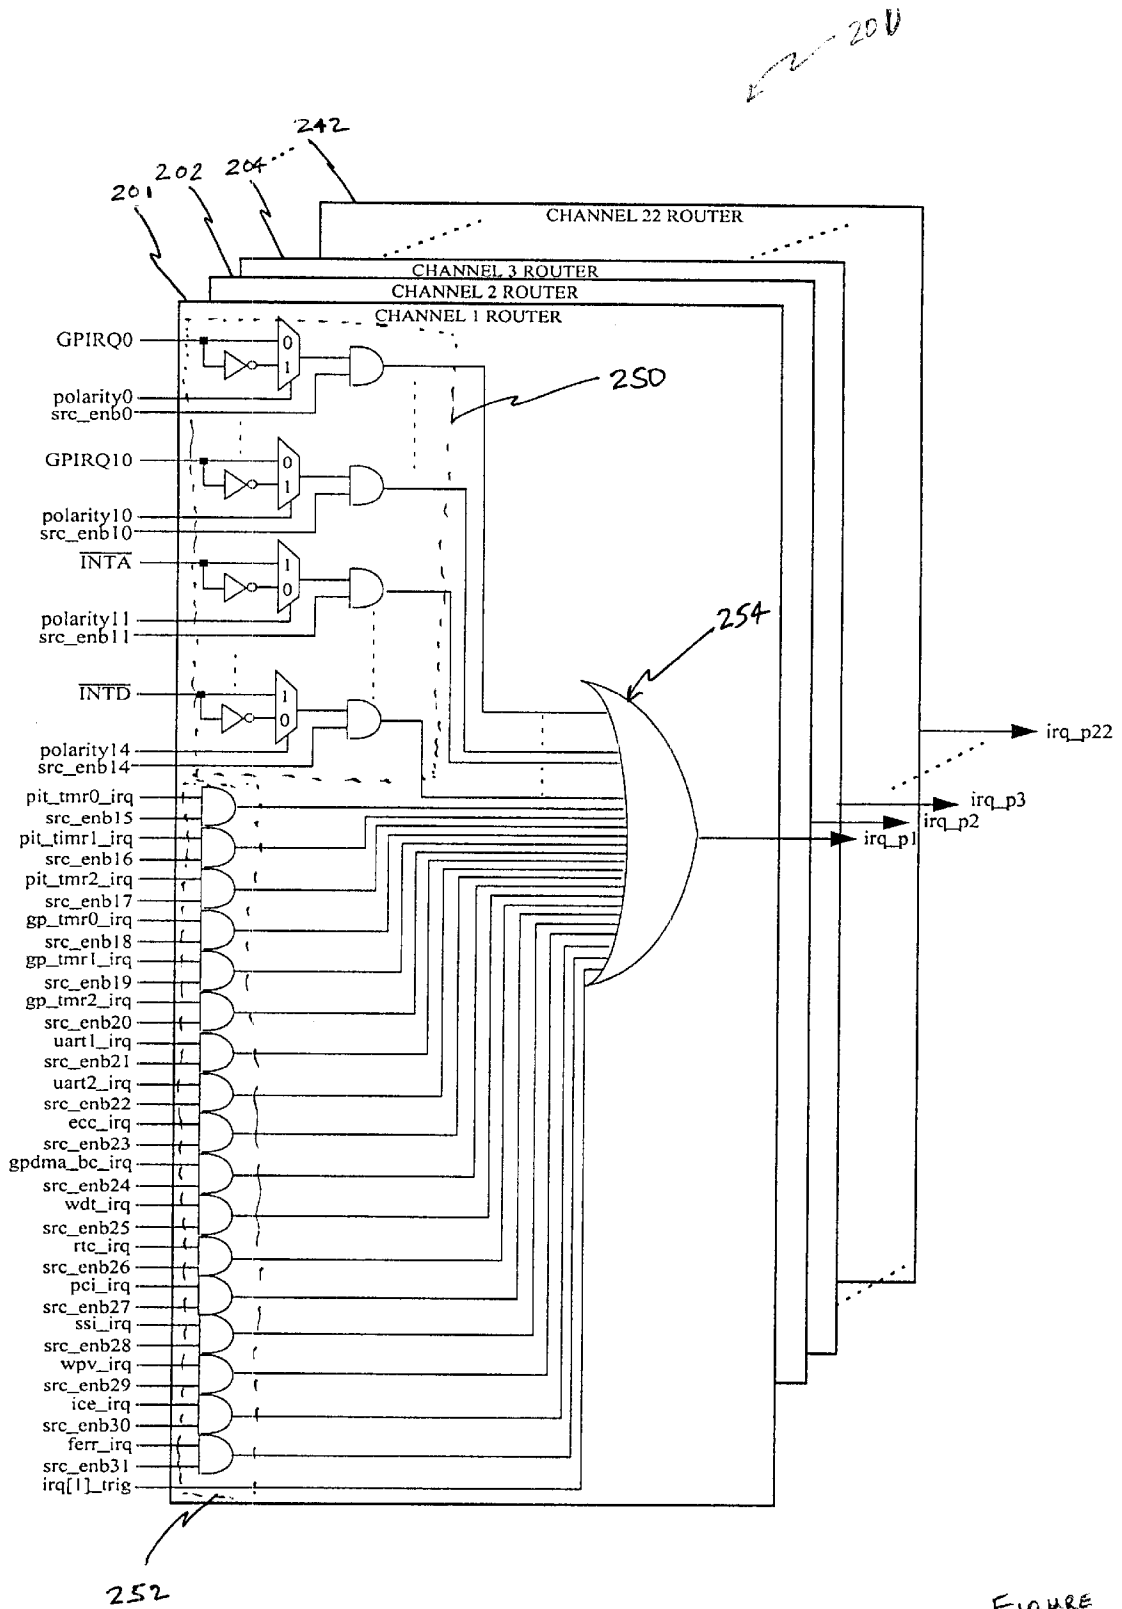 200
242
204
202
201
CHANNEL 22 ROUTER
CHANNEL 3 ROUTER
CHANNEL 2 ROUTER
CHANNEL 1 ROUTER
GPIRQ0
0
1
250
polarity0
src_enb0
GPIRQ10
0
1
polarity10
src_enb10
INTA
1
0
polarity11
src_enb11
254
INTD
1
0
polarity14
src_enb14
irq_p22
irq_p3
irq_p2
irq_p1
pit_tmr0_irq
src_enb15
pit_timr1_irq
src_enb16
pit_tmr2_irq
src_enb17
gp_tmr0_irq
src_enb18
gp_tmr1_irq
src_enb19
gp_tmr2_irq
src_enb20
uart1_irq
src_enb21
uart2_irq
src_enb22
ecc_irq
src_enb23
gpdma_bc_irq
src_enb24
wdt_irq
src_enb25
rtc_irq
src_enb26
pci_irq
src_enb27
ssi_irq
src_enb28
wpv_irq
src_enb29
ice_irq
src_enb30
ferr_irq
src_enb31
irq[1]_trig
252
FIGURE